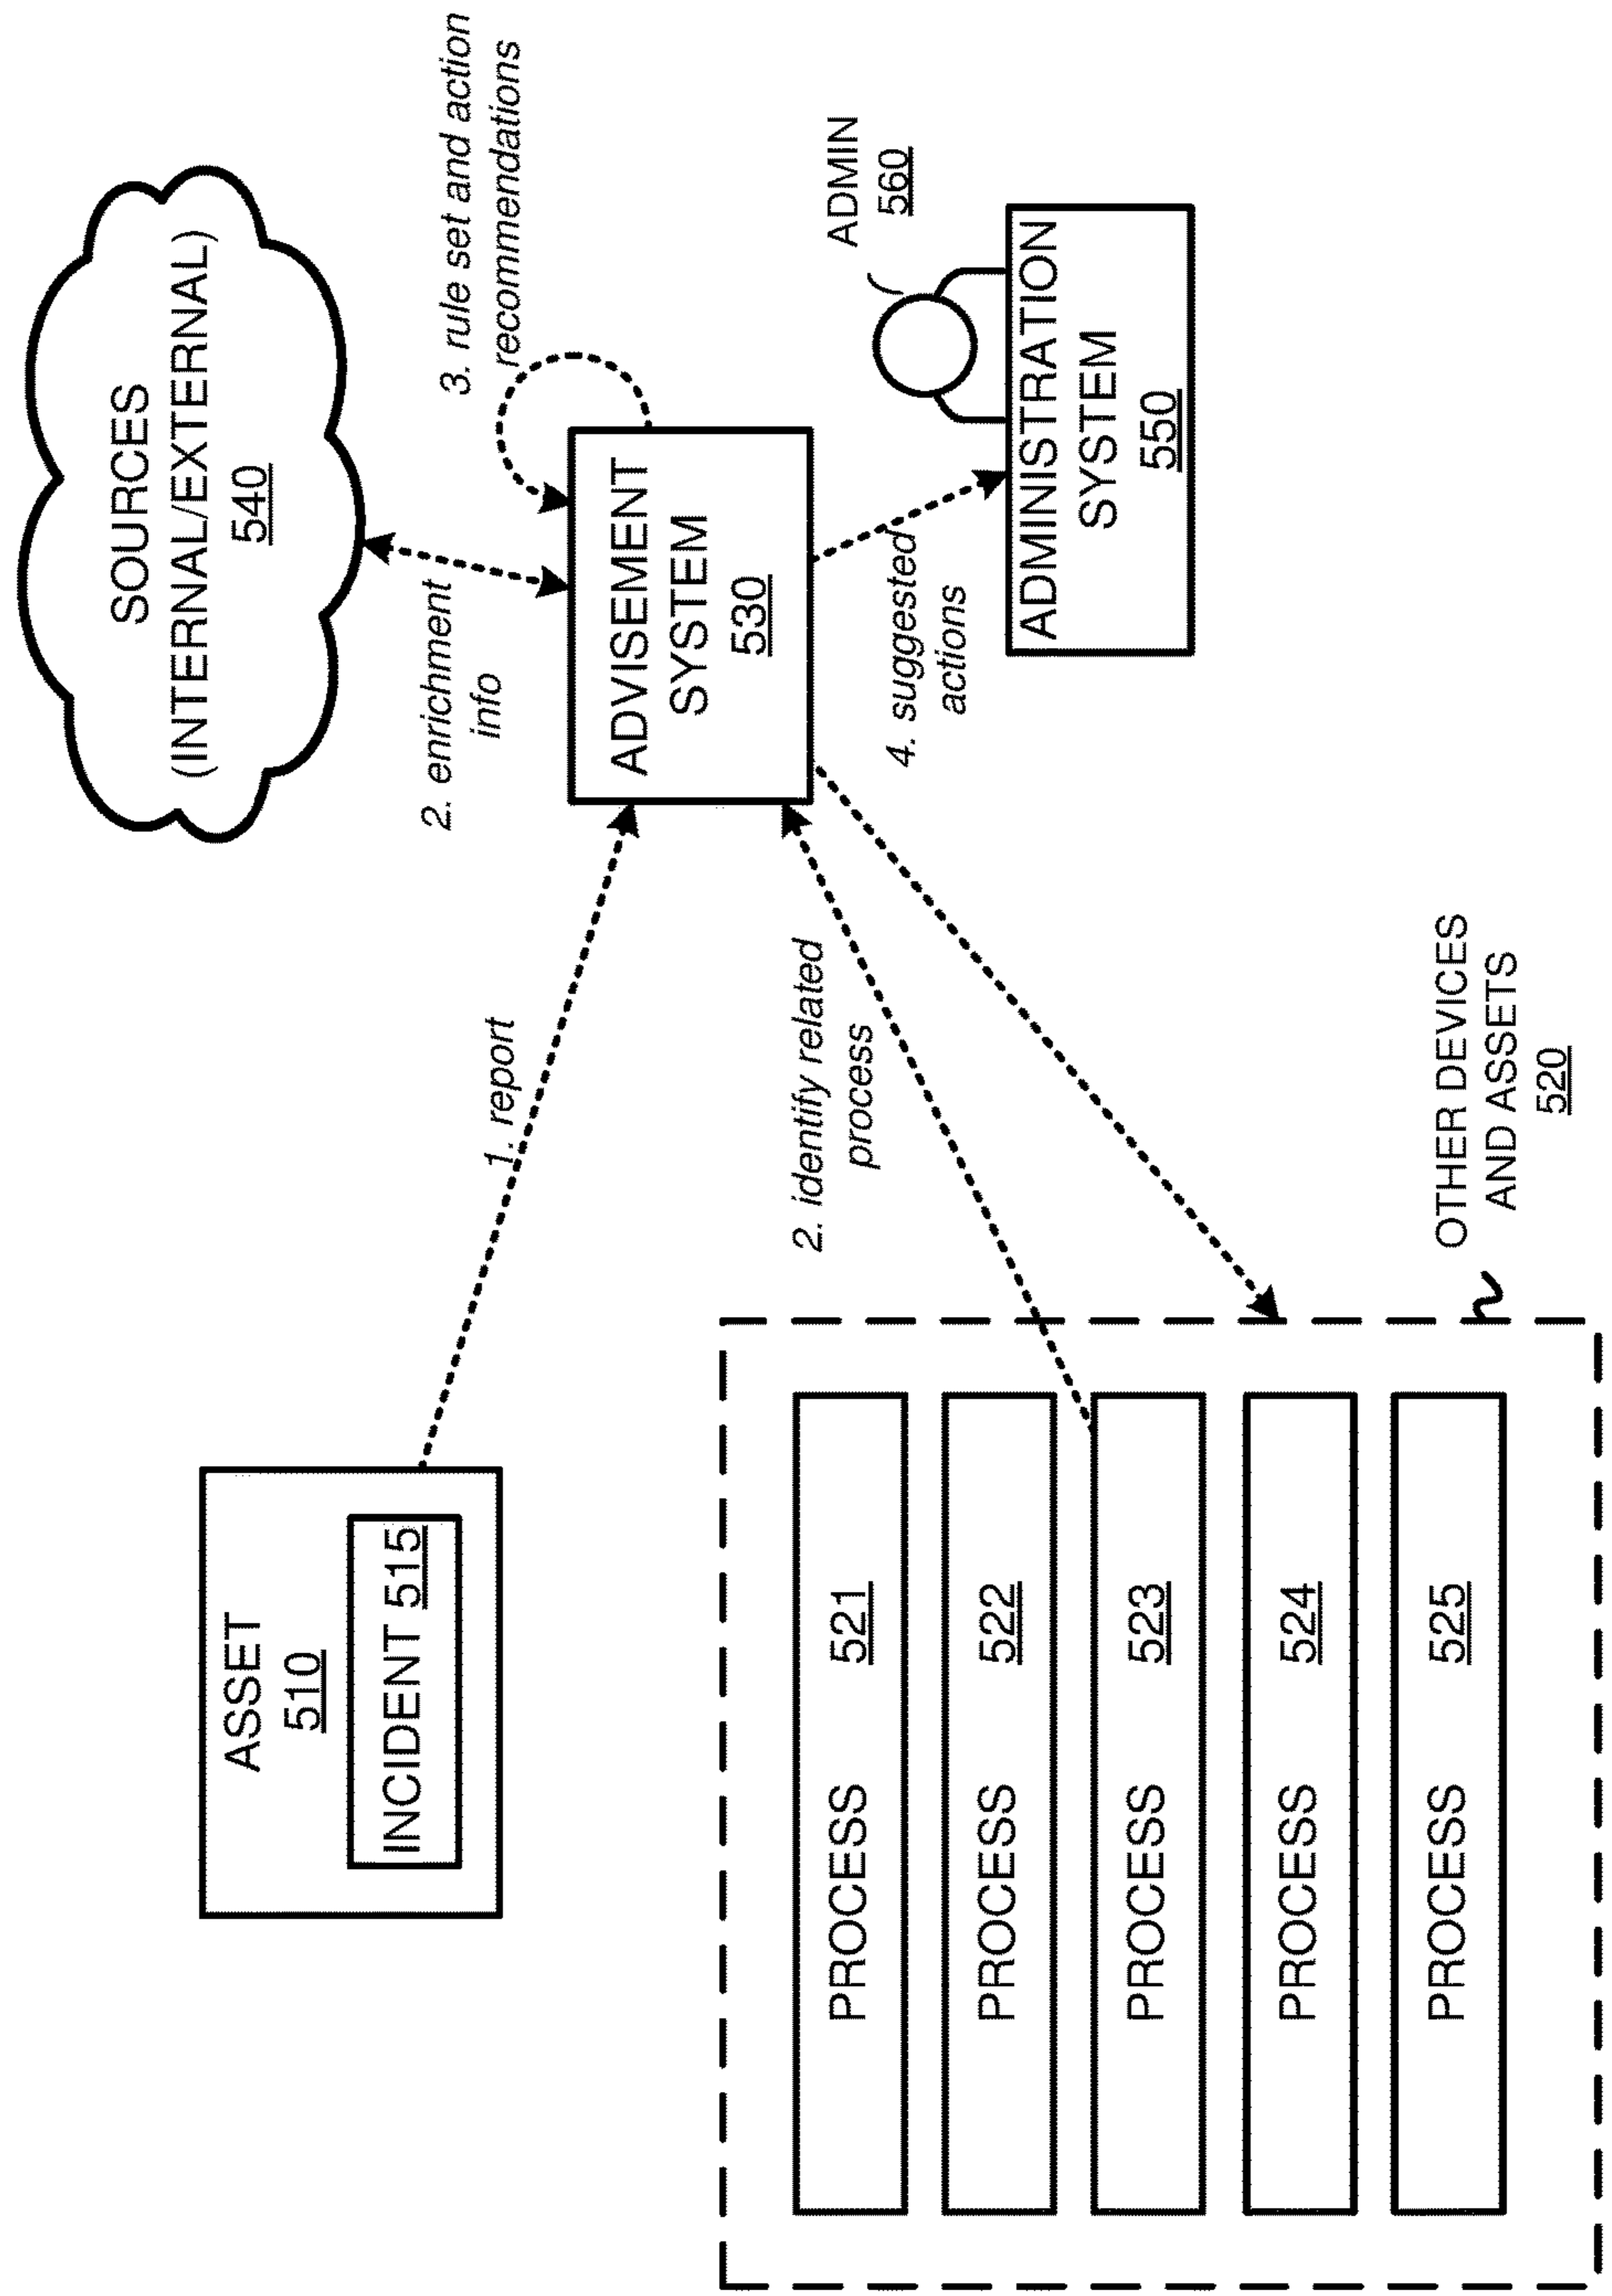 ASSET
510
INCIDENT 515
1. report
SOURCES
(INTERNAL/EXTERNAL)
540
2. enrichment
info
3. rule set and action
recommendations
ADVISEMENT
SYSTEM
530
2. identify related
process
4. suggested
actions
ADMIN
560
ADMINISTRATION
SYSTEM
550
PROCESS 521
PROCESS 522
PROCESS 523
PROCESS 524
PROCESS 525
OTHER DEVICES
AND ASSETS
520